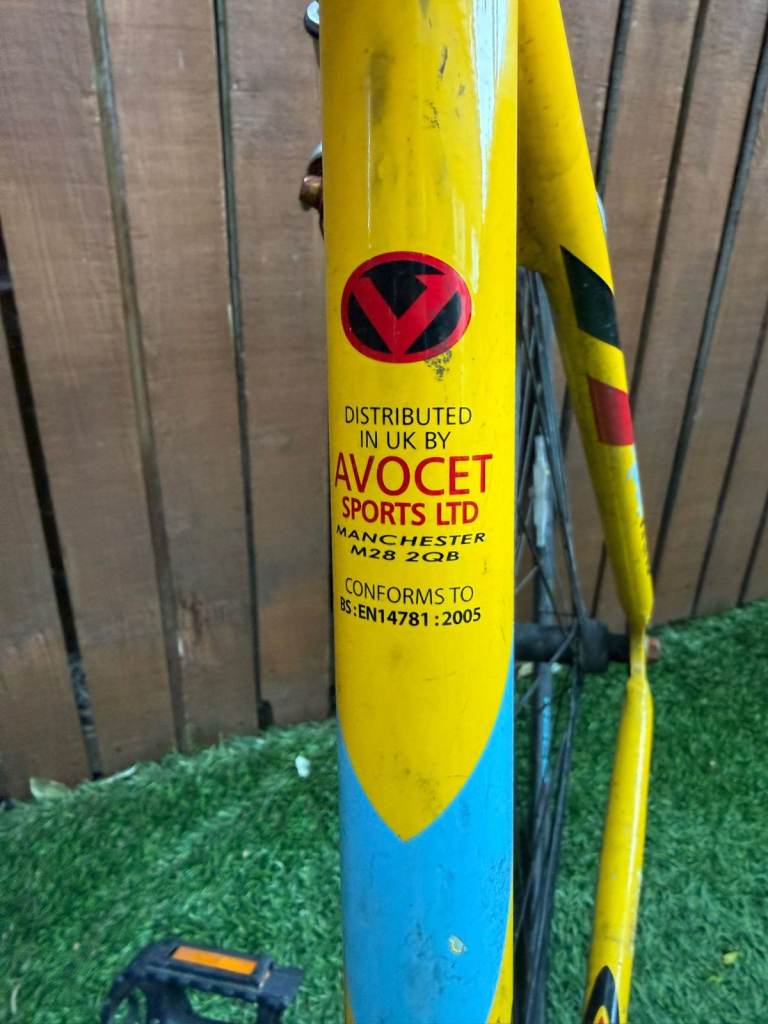 DISTRIBUTED
IN UK BY
AVOCET
SPORTS LTD
MANCHESTER
M28 2QB
CONFORMS TO
BS:EN14781:2005